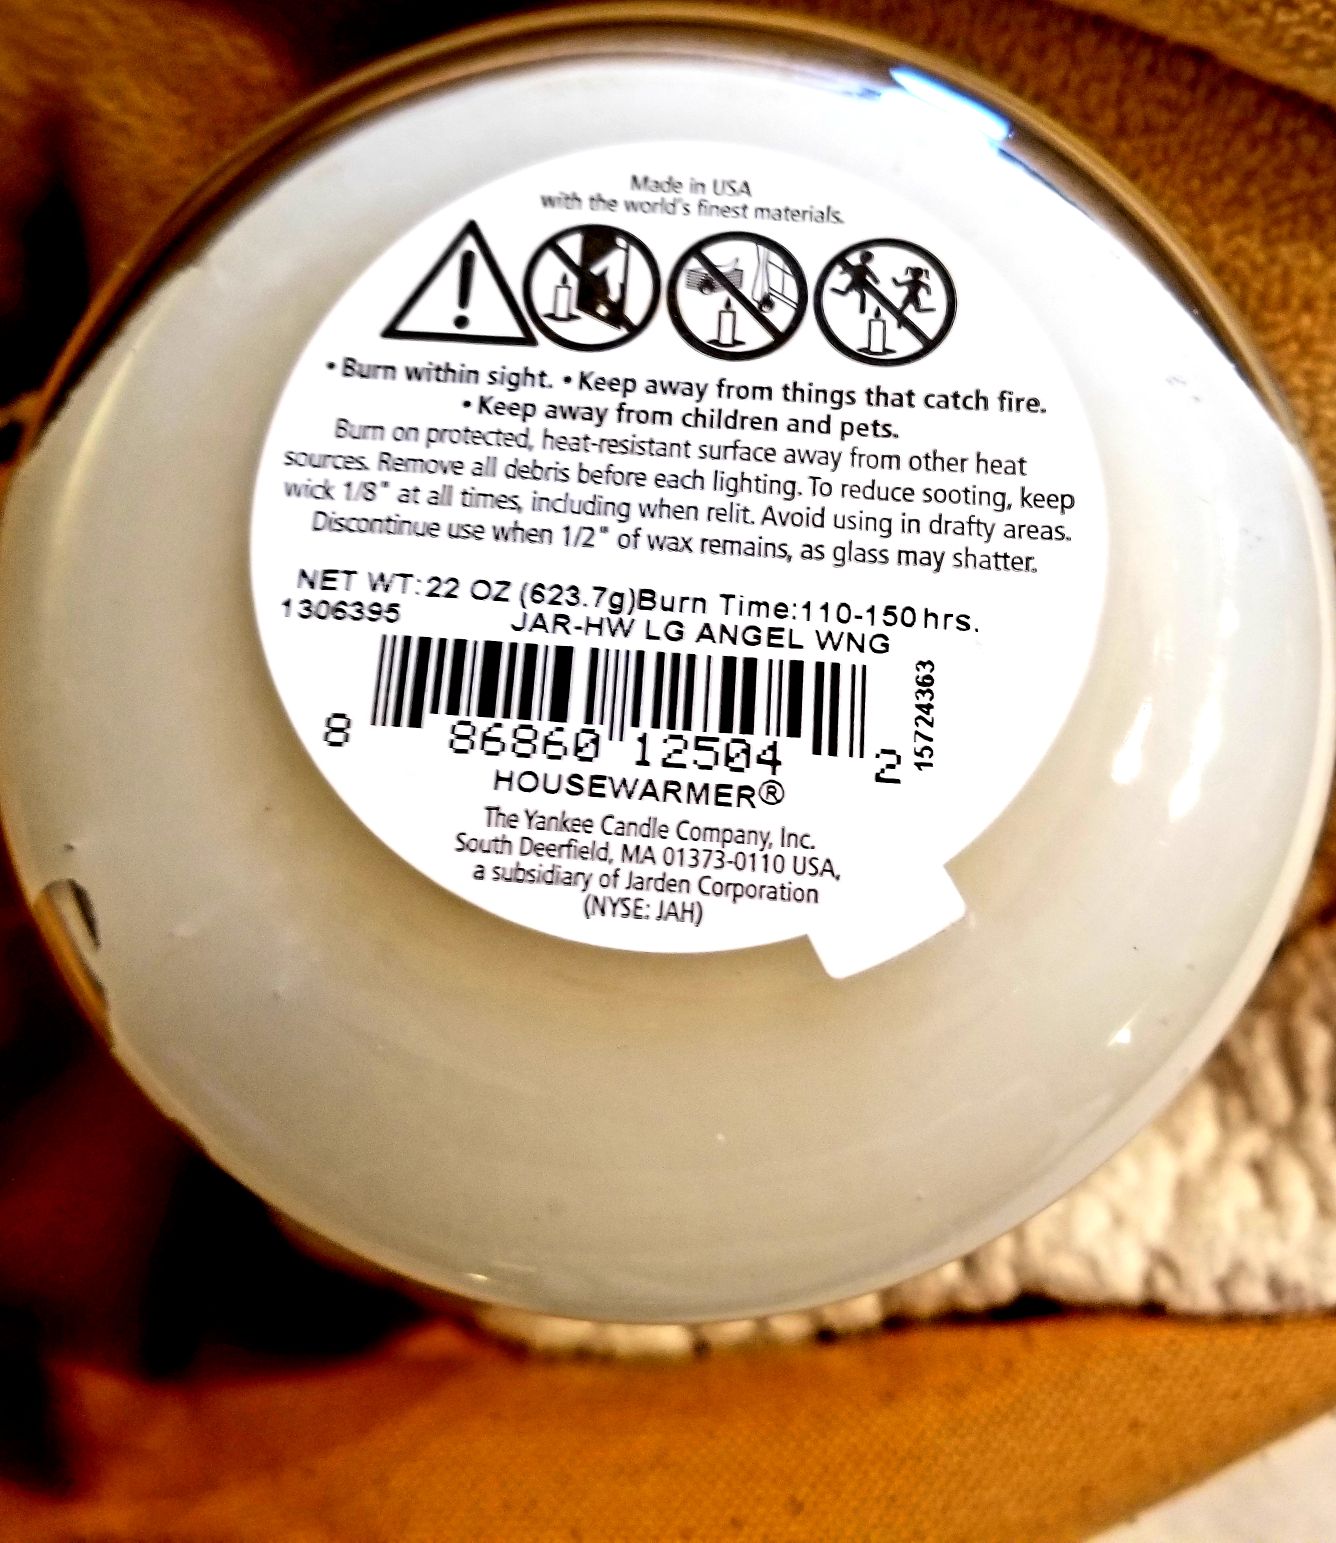 Made in USA
with the world's finest materials.
• Burn within sight. • Keep away from things that catch fire.
• Keep away from children and pets.
Burn on protected, heat-resistant surface away from other heat
sources. Remove all debris before each lighting. To reduce sooting, keep
wick 1/8" at all times, including when relit. Avoid using in drafty areas.
Discontinue use when 1/2" of wax remains, as glass may shatter.
NET WT:22 OZ (623.7g)Burn Time:110-150 hrs.
1306395 JAR-HW LG ANGEL WNG
15724363
8 86860 12504 2
HOUSEWARMER®
The Yankee Candle Company, Inc.
South Deerfield, MA 01373-0110 USA,
a subsidiary of Jarden Corporation
(NYSE: JAH)